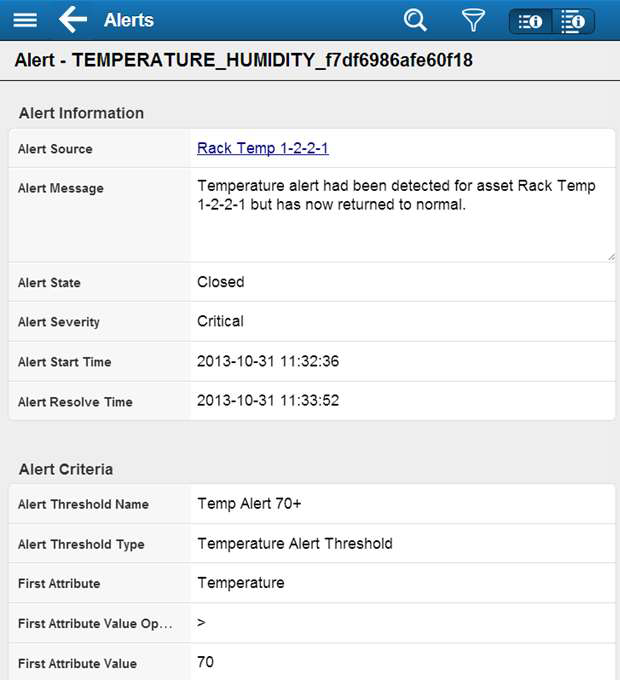 Alerts
Alert - TEMPERATURE_HUMIDITY_f7df6986afe60f18
Alert Information
Alert Source Rack Temp 1-2-2-1
Alert Message Temperature alert had been detected for asset Rack Temp
1-2-2-1 but has now returned to normal.
Alert State Closed
Alert Severity Critical
Alert Start Time 2013-10-31 11:32:36
Alert Resolve Time 2013-10-31 11:33:52
Alert Criteria
Alert Threshold Name Temp Alert 70+
Alert Threshold Type Temperature Alert Threshold
First Attribute Temperature
First Attribute Value Op... >
First Attribute Value 70